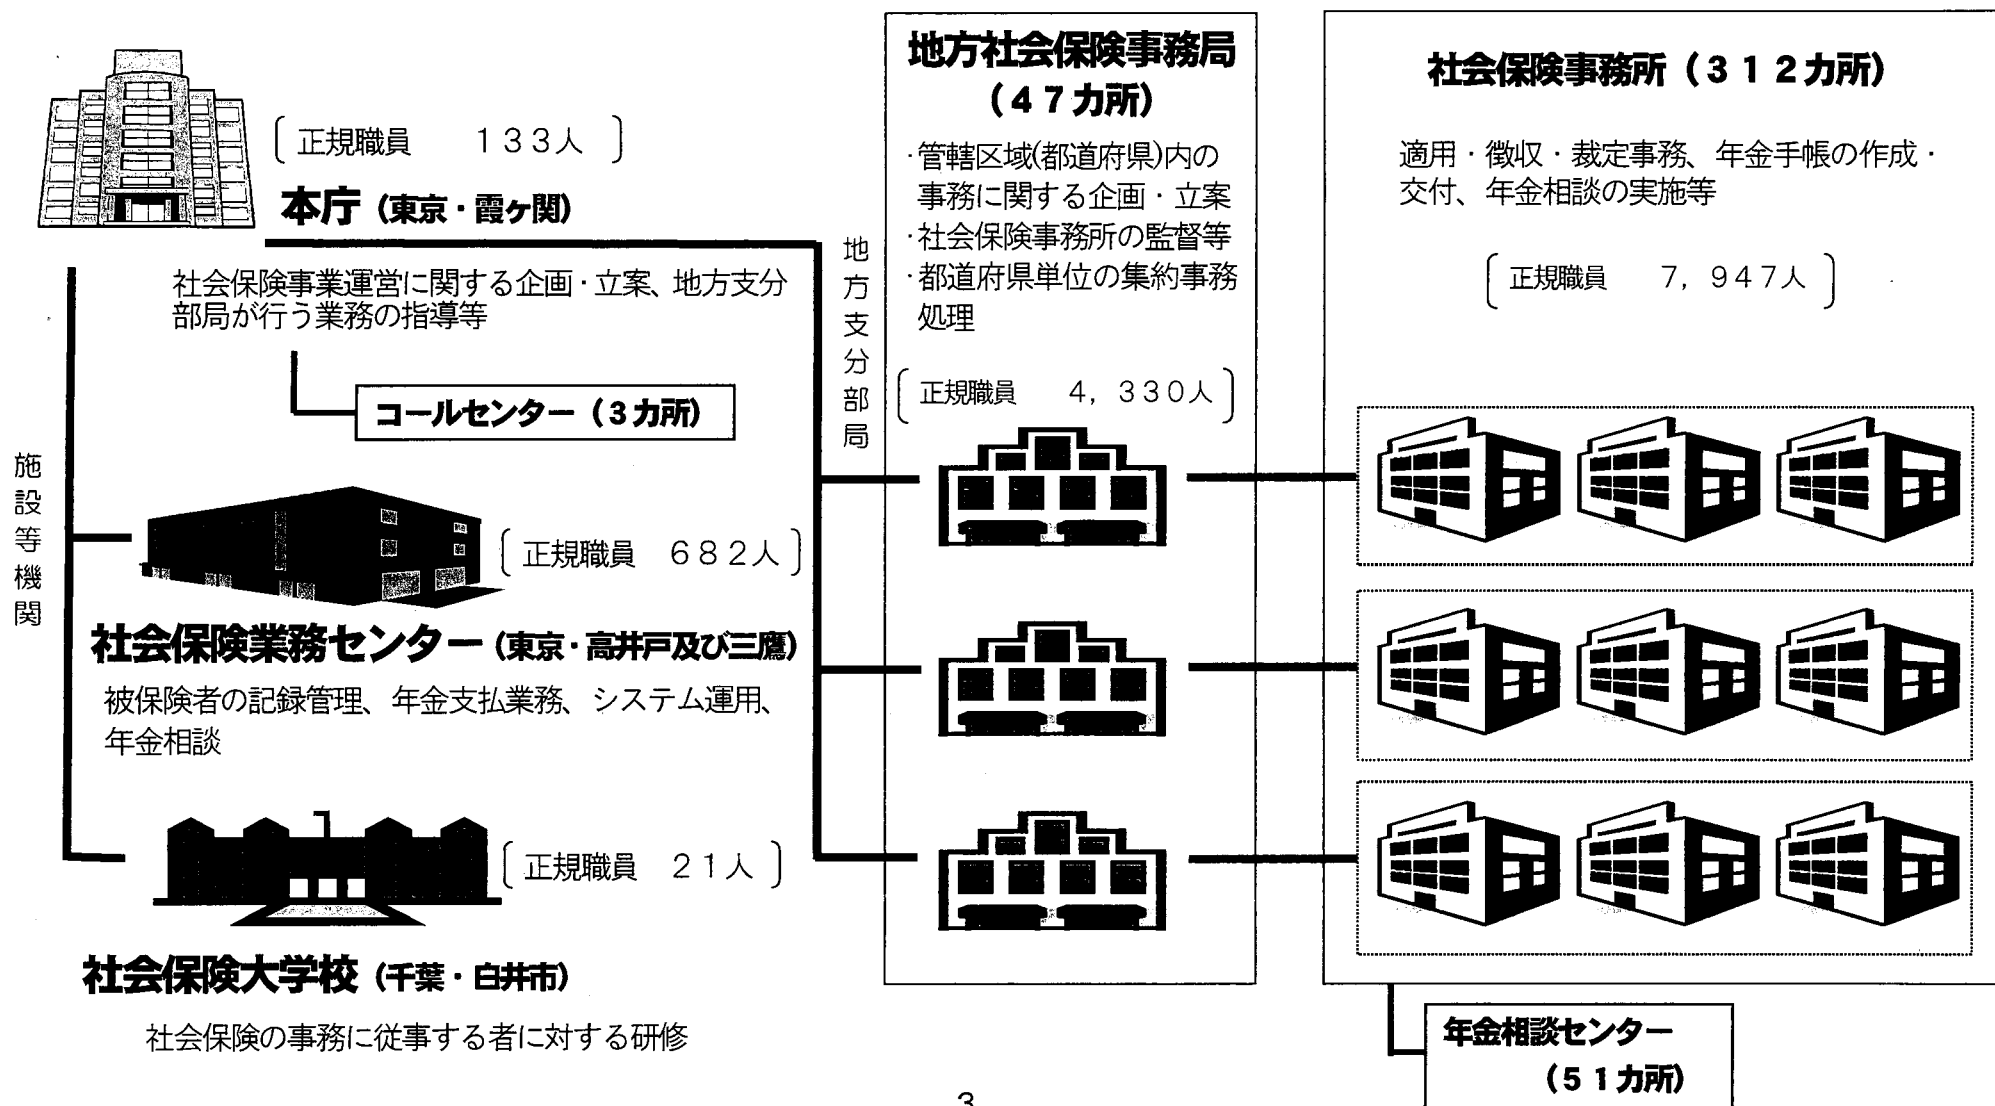 〔 正規職員　１３３人 〕
本庁（東京・霞ヶ関）
社会保険事業運営に関する企画・立案、地方支分
部局が行う業務の指導等
コールセンター（３カ所）
施設等機関
〔 正規職員　６８２人 〕
社会保険業務センター（東京・高井戸及び三鷹）
被保険者の記録管理、年金支払業務、システム運用、
年金相談
〔 正規職員　２１人 〕
社会保険大学校（千葉・白井市）
社会保険の事務に従事する者に対する研修
地方支分部局
地方社会保険事務局
（４７カ所）
・管轄区域(都道府県)内の
事務に関する企画・立案
・社会保険事務所の監督等
・都道府県単位の集約事務
処理
〔 正規職員　４，３３０人 〕
社会保険事務所（３１２カ所）
適用・徴収・裁定事務、年金手帳の作成・
交付、年金相談の実施等
〔 正規職員　７，９４７人 〕
年金相談センター
（５１カ所）
3